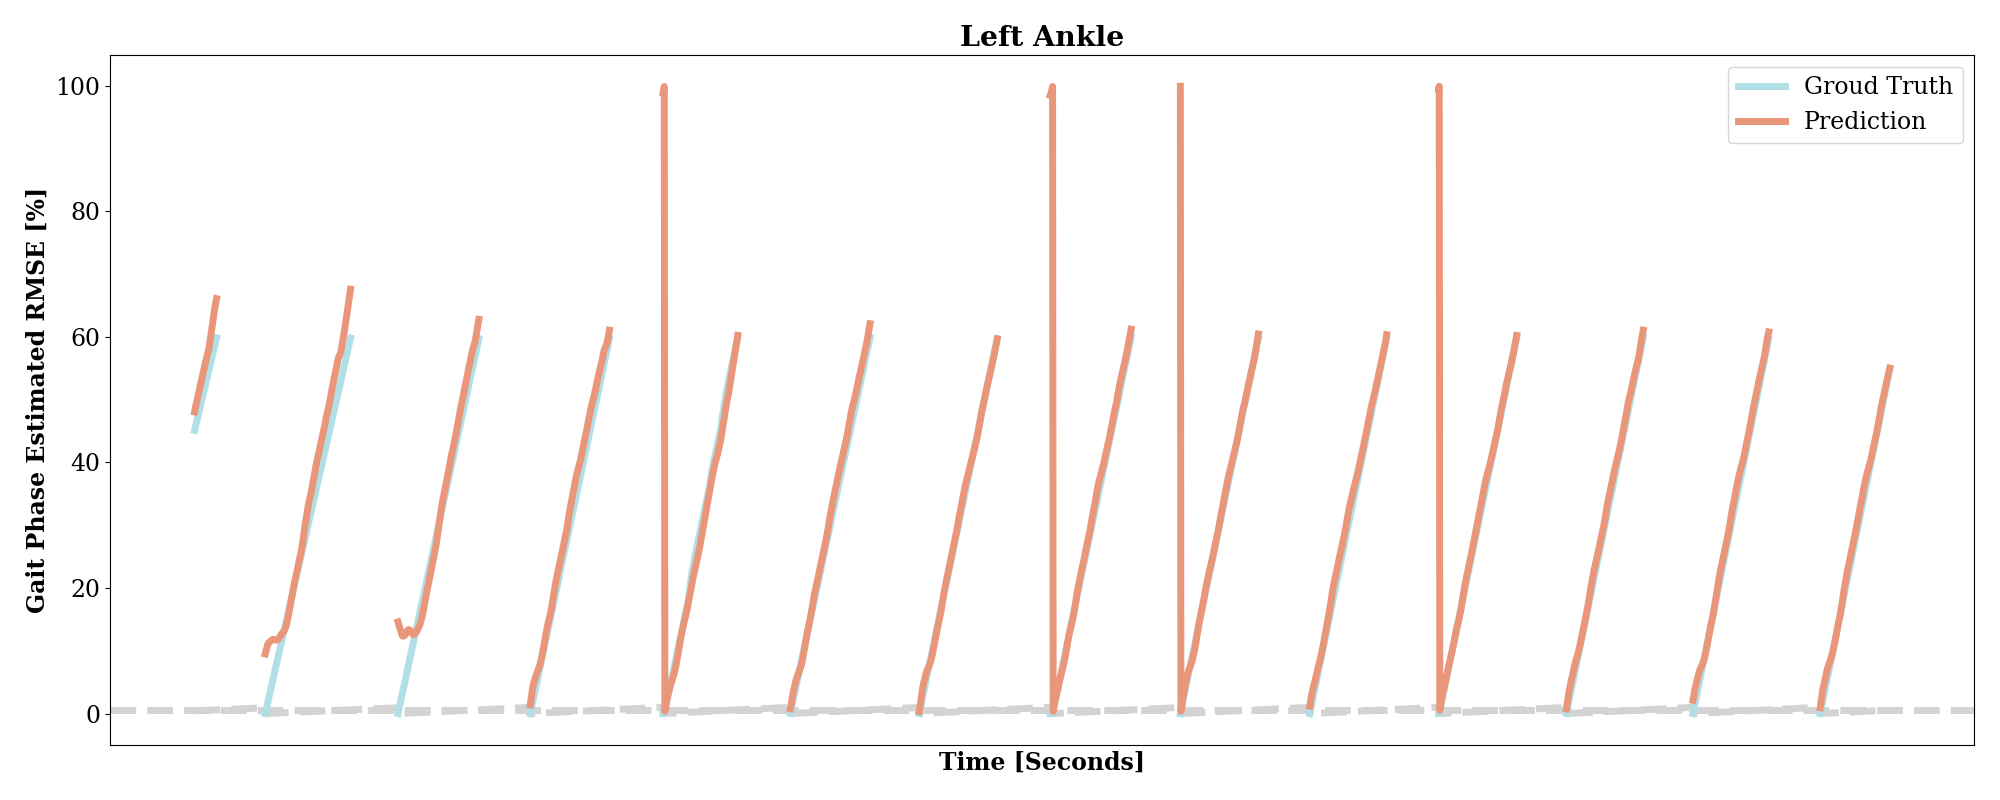 Left Ankle
Gait Phase Estimated RMSE [%]
100
80
60
40
20
0
Groud Truth
Prediction
Time [Seconds]